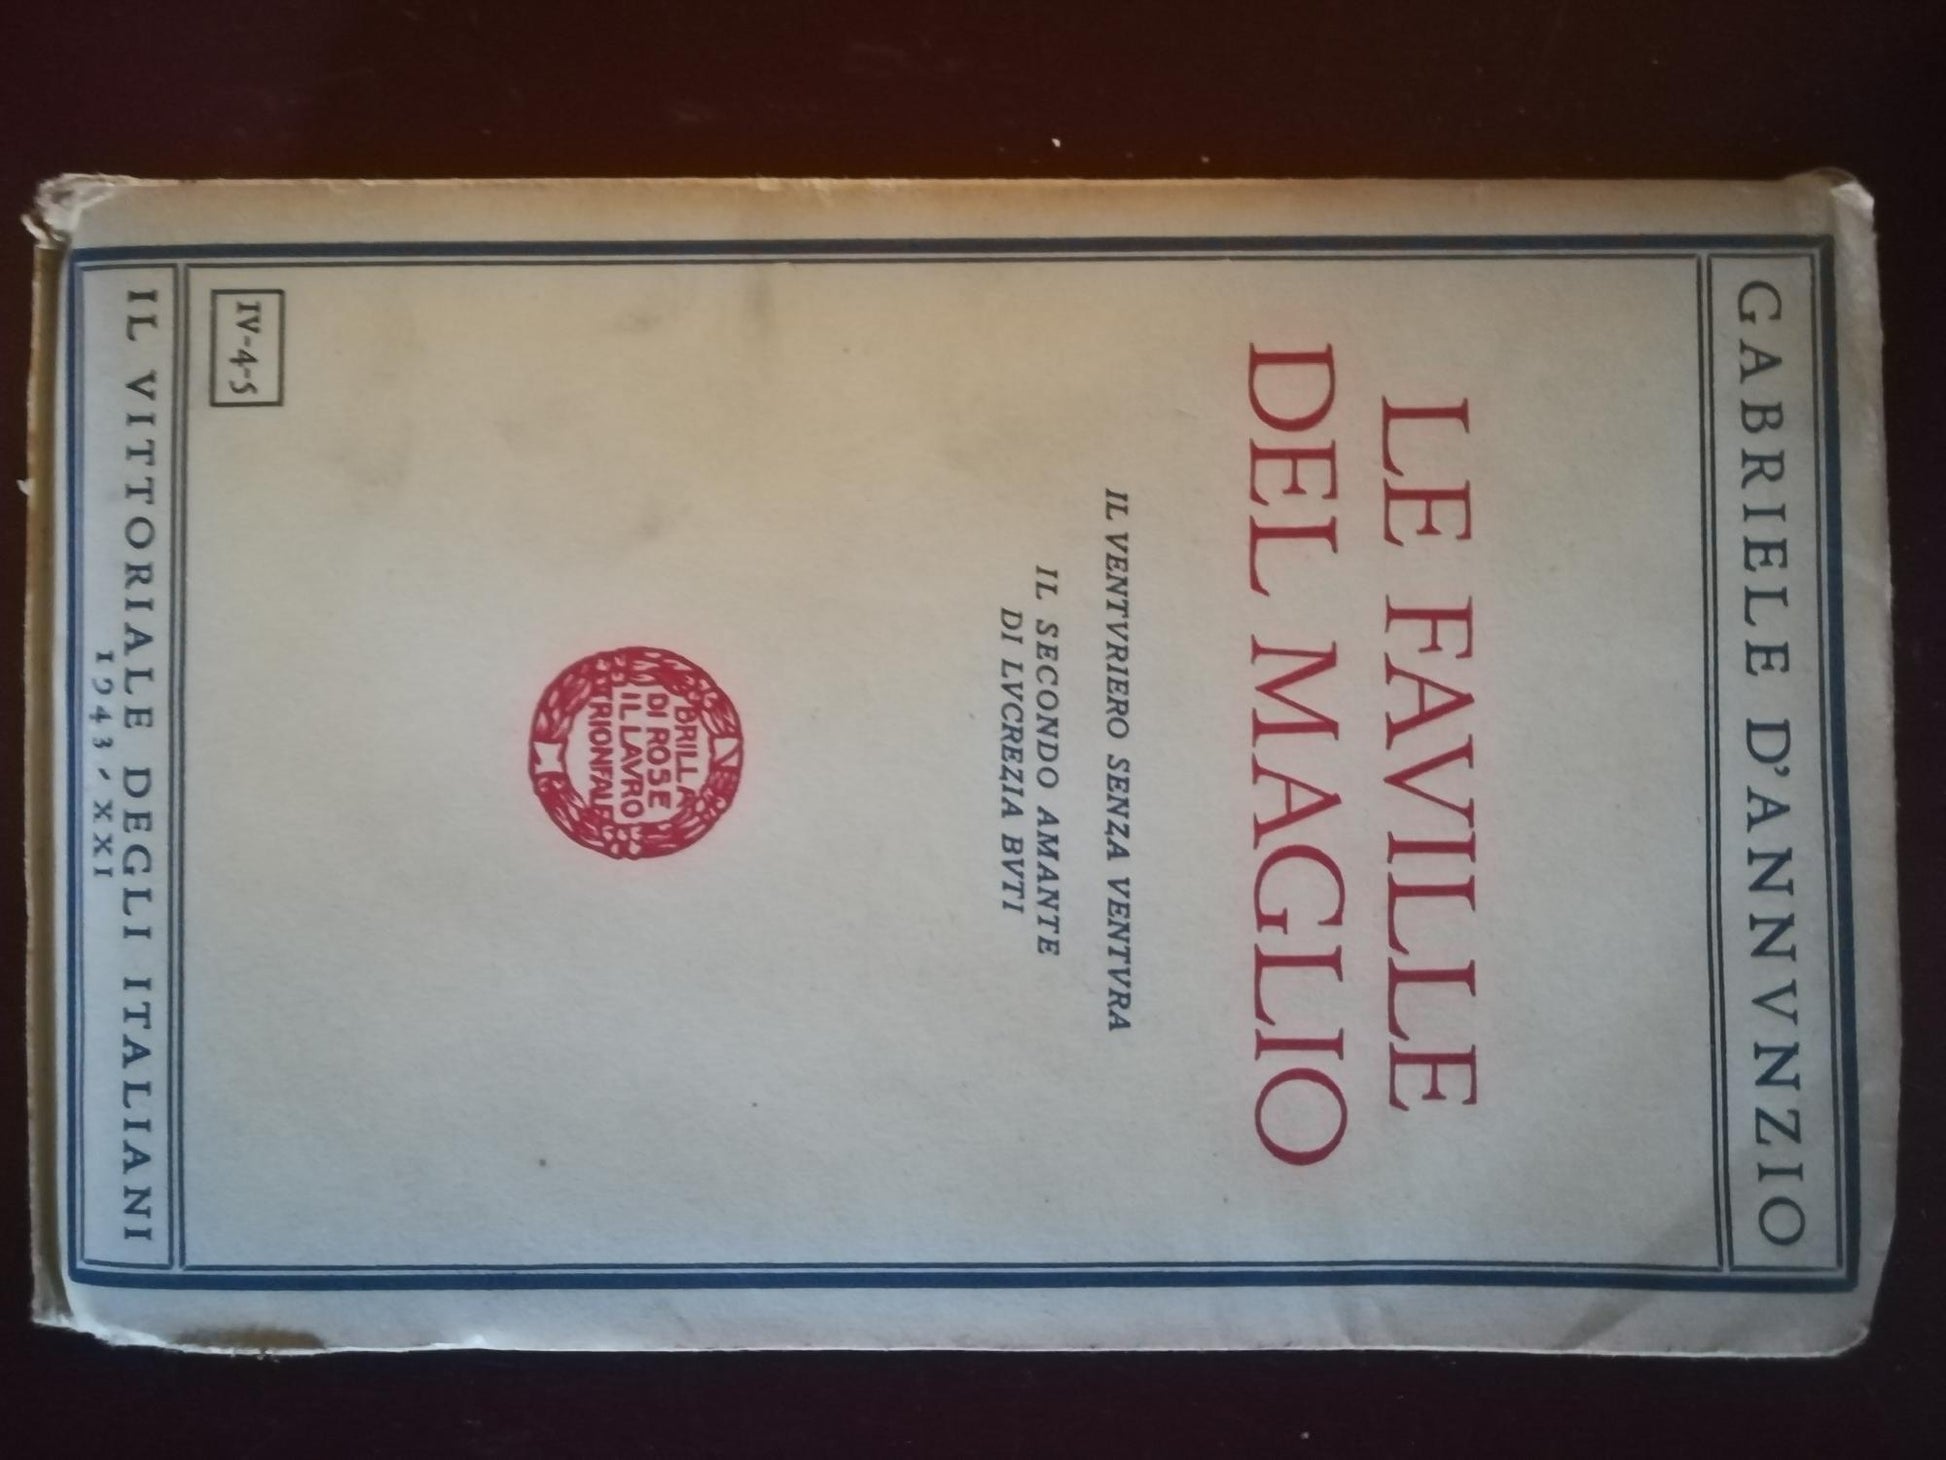 GABRIELE D'ANNVNZIO
LE FAVILLE
DEL MAGLIO
IL VENTVRIERO SENZA VENTVRA
IL SECONDO AMANTE
DI LVCREZIA BVTI
BRILLA
DI ROSE
IL LAVRO
TRIONFALE
IV-4-5
IL VITTORIALE DEGLI ITALIANI
1943 - XXI